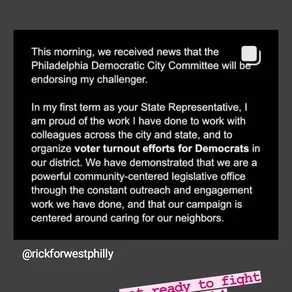 This morning, we received news that the
Philadelphia Democratic City Committee will be
endorsing my challenger.
In my first term as your State Representative, I
am proud of the work I have done to work with
colleagues across the city and state, and to
organize voter turnout efforts for Democrats in
our district. We have demonstrated that we are a
powerful community-centered legislative office
through the constant outreach and engagement
work we have done, and that our campaign is
centered around caring for our neighbors.
@rickforwestphilly
ready to fight